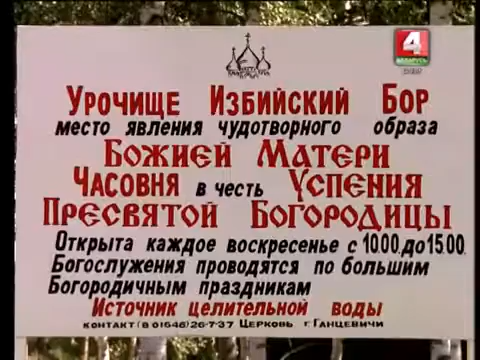 4
БЕЛАРУСЬ
Урочище Избийский Бор
место явления чудотворного образа
Божией Матери
Часовня в честь Успения
Пресвятой Богородицы
Открыта каждое воскресенье с 10.00. до 15.00.
Богослужения проводятся по большим
Богородичным праздникам
Источник целительной воды
контакт (8 01646) 26-7-37 Церковь г. Ганцевичи